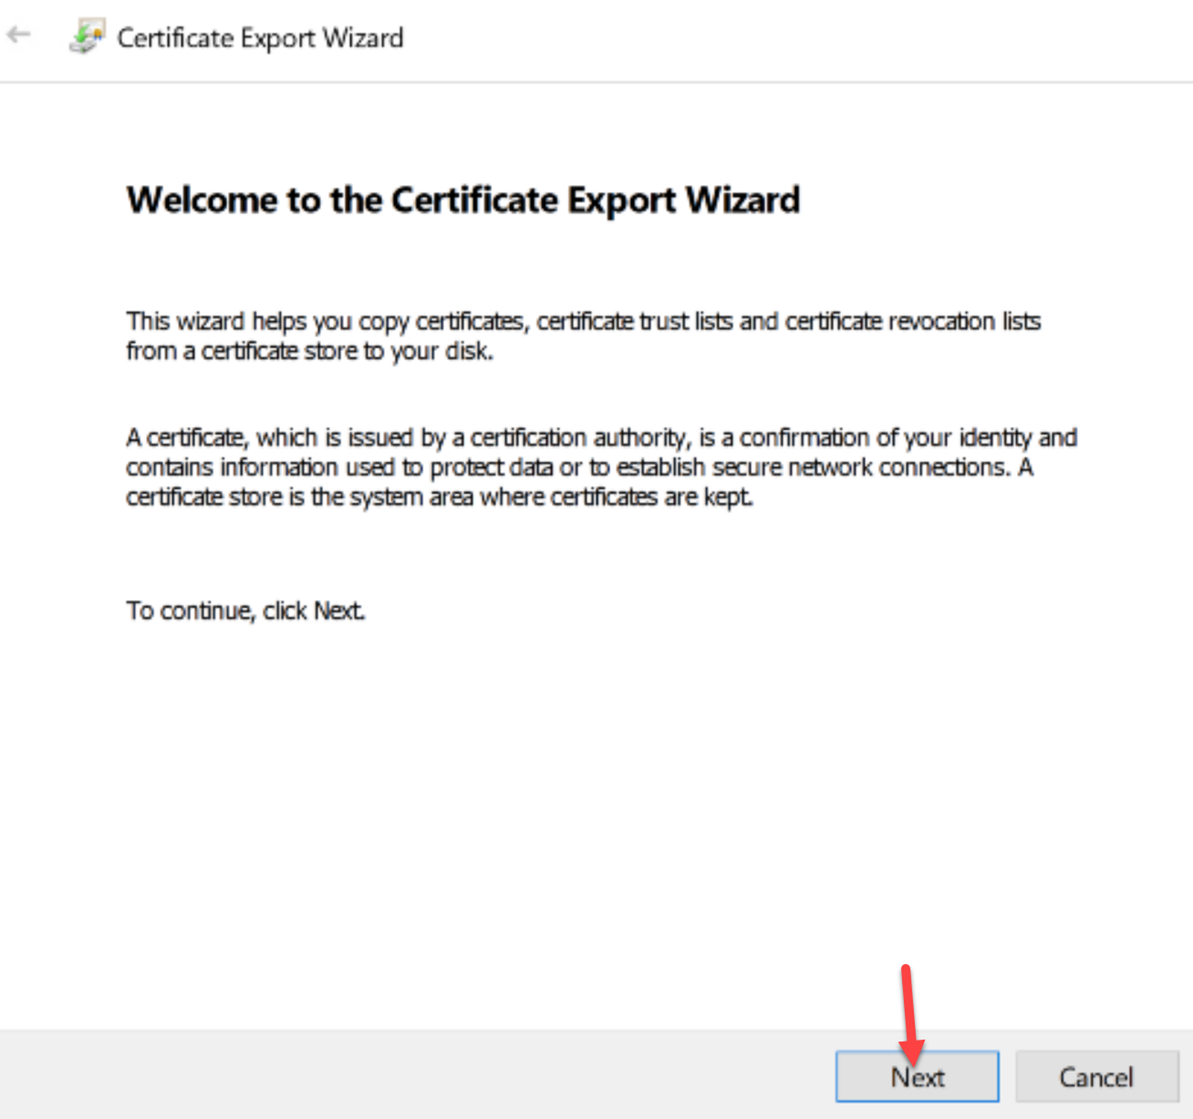 Certificate Export Wizard
Welcome to the Certificate Export Wizard
This wizard helps you copy certificates, certificate trust lists and certificate revocation lists
from a certificate store to your disk.
A certificate, which is issued by a certification authority, is a confirmation of your identity and
contains information used to protect data or to establish secure network connections. A
certificate store is the system area where certificates are kept.
To continue, click Next.
Next
Cancel